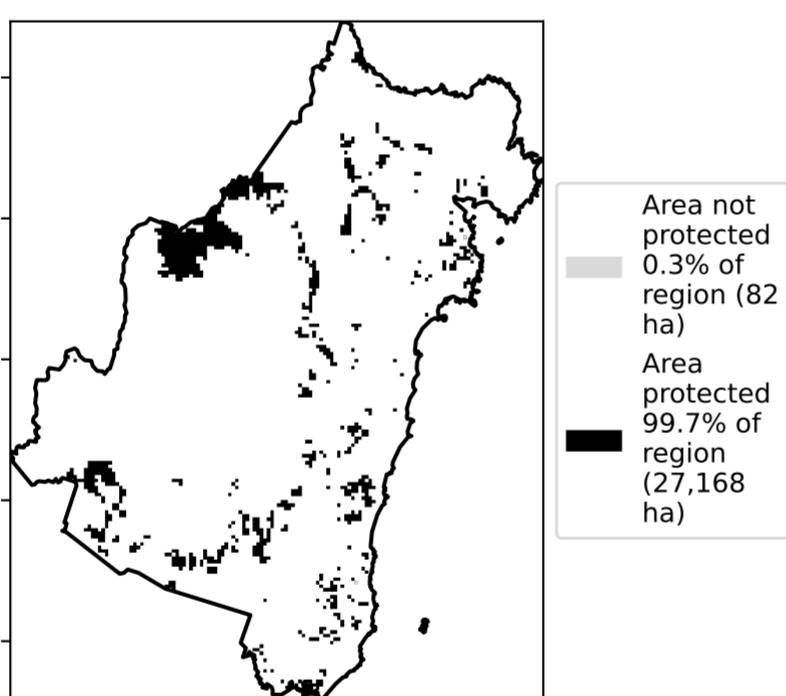 Area not
protected
0.3% of
region (82
ha)
Area
protected
99.7% of
region
(27,168
ha)